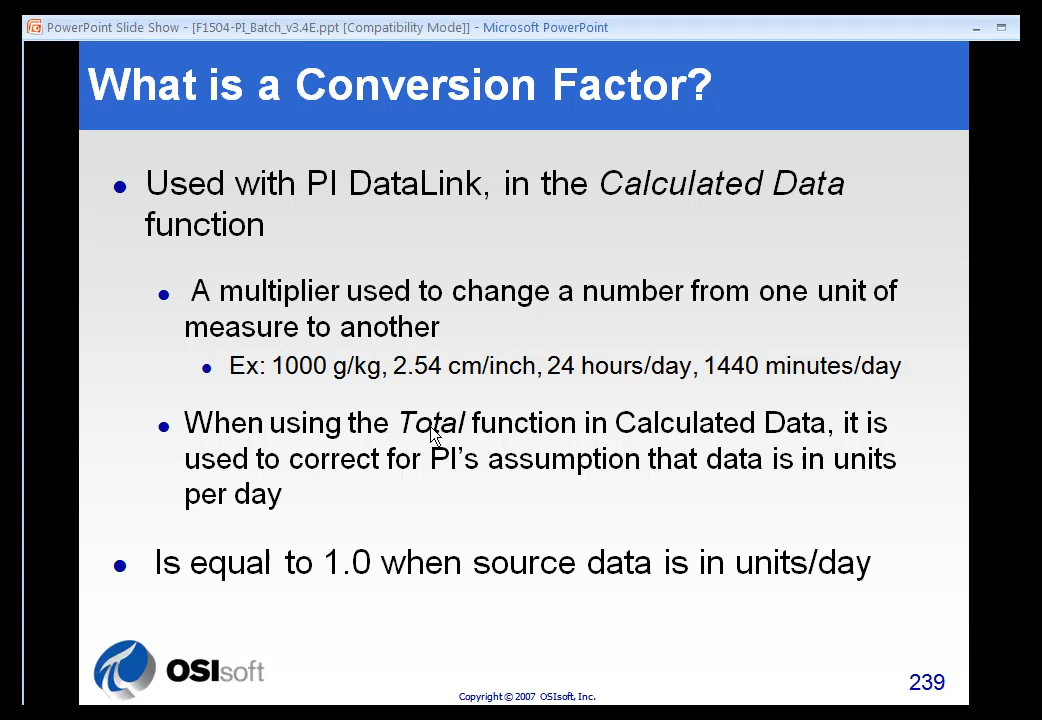 PowerPoint Slide Show - [F1504-PI_Batch_v3.4E.ppt [Compatibility Mode]] - Microsoft PowerPoint
What is a Conversion Factor?
• Used with PI DataLink, in the Calculated Data
function
• A multiplier used to change a number from one unit of
measure to another
• Ex: 1000 g/kg, 2.54 cm/inch, 24 hours/day, 1440 minutes/day
• When using the Total function in Calculated Data, it is
used to correct for PI's assumption that data is in units
per day
• Is equal to 1.0 when source data is in units/day
OSIsoft
Copyright © 2007 OSIsoft, Inc.
239